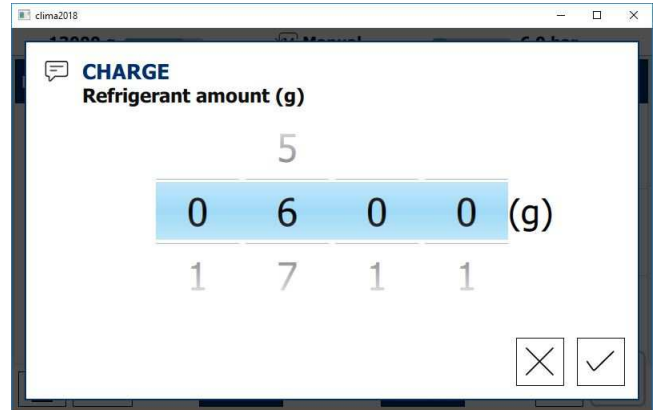 clima2018
CHARGE
Refrigerant amount (g)
5
0 6 0 0 (g)
1 7 1 1